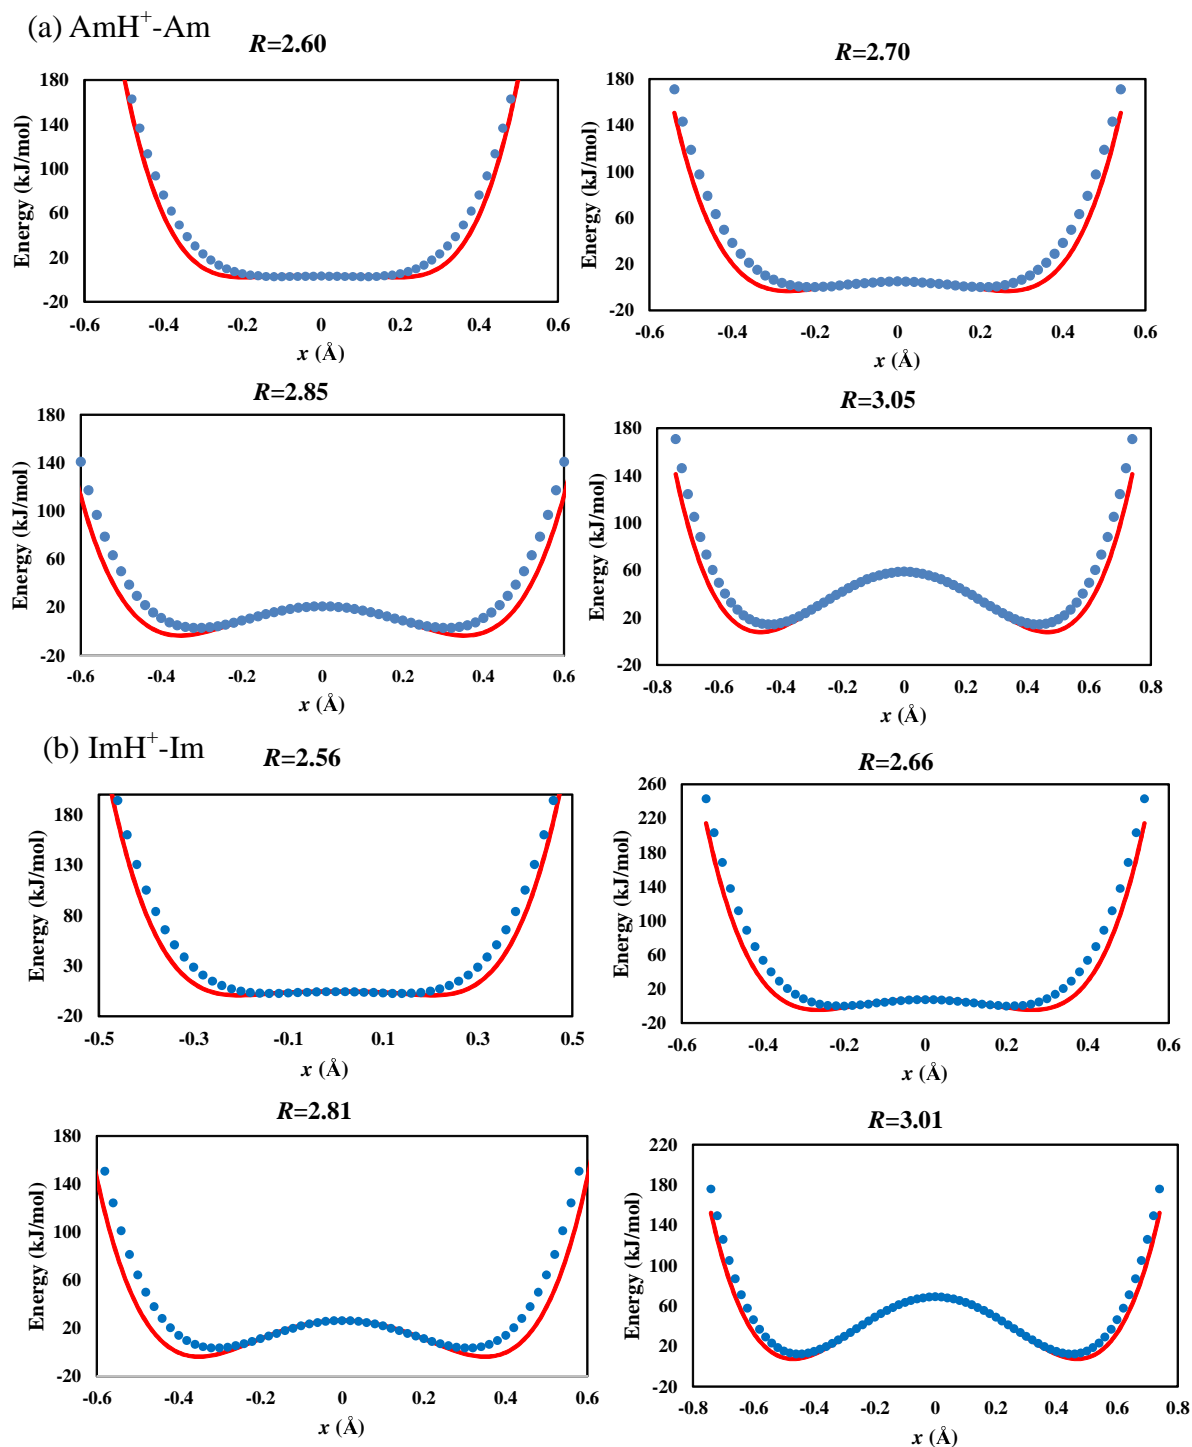 (a) AmH⁺-Am
R=2.60
Energy (kJ/mol)
180
140
100
60
20
-20
-0.6 -0.4 -0.2 0 0.2 0.4 0.6
x (Å)
R=2.70
Energy (kJ/mol)
180
140
100
60
20
-20
-0.6 -0.4 -0.2 0 0.2 0.4 0.6
x (Å)
R=2.85
Energy (kJ/mol)
180
140
100
60
20
-20
-0.6 -0.4 -0.2 0 0.2 0.4 0.6
x (Å)
R=3.05
Energy (kJ/mol)
180
140
100
60
20
-20
-0.8 -0.6 -0.4 -0.2 0 0.2 0.4 0.6 0.8
x (Å)
(b) ImH⁺-Im
R=2.56
Energy (kJ/mol)
180
130
80
30
-20
-0.5 -0.3 -0.1 0.1 0.3 0.5
x (Å)
R=2.66
Energy (kJ/mol)
260
220
180
140
100
60
20
-20
-0.6 -0.4 -0.2 0 0.2 0.4 0.6
x (Å)
R=2.81
Energy (kJ/mol)
180
140
100
60
20
-20
-0.6 -0.4 -0.2 0 0.2 0.4 0.6
x (Å)
R=3.01
Energy (kJ/mol)
220
180
140
100
60
20
-20
-0.8 -0.6 -0.4 -0.2 0 0.2 0.4 0.6 0.8
x (Å)